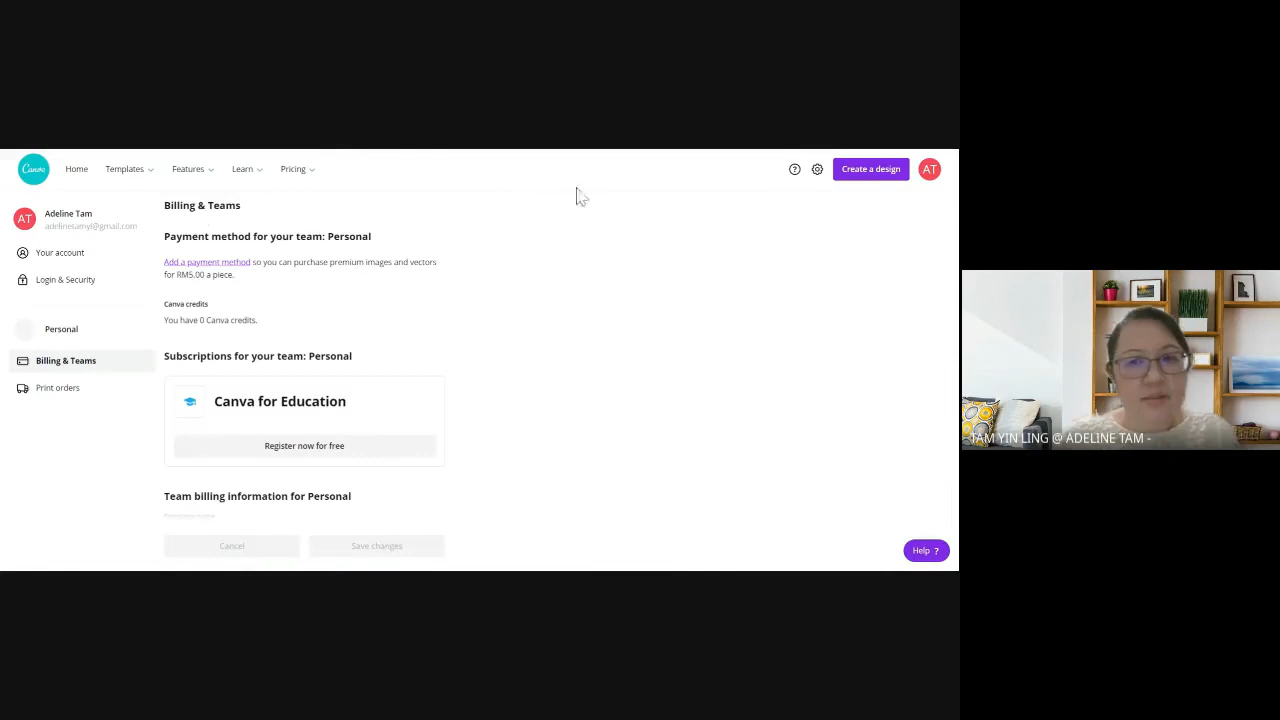 Canva
Home
Templates
Features
Learn
Pricing
?
Create a design
AT
AT
Adeline Tam
adelinetamyl@gmail.com
Your account
Login & Security
Personal
Billing & Teams
Print orders
Billing & Teams
Payment method for your team: Personal
Add a payment method so you can purchase premium images and vectors
for RM5.00 a piece.
Canva credits
You have 0 Canva credits.
Subscriptions for your team: Personal
Canva for Education
Register now for free
Team billing information for Personal
Cancel
Save changes
Help ?
TAM YIN LING @ ADELINE TAM -